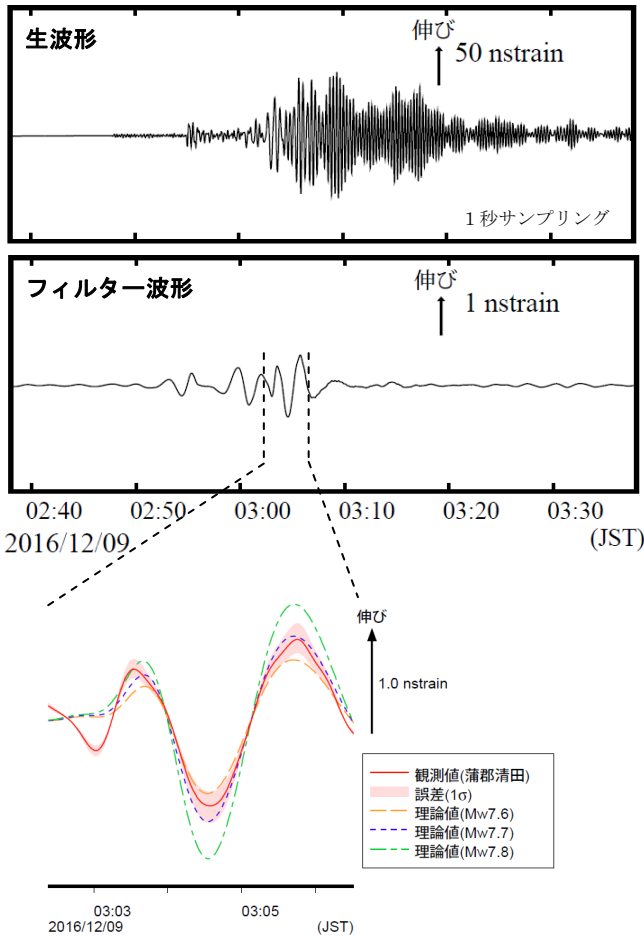 生波形
伸び
50 nstrain
１秒サンプリング
フィルター波形
伸び
1 nstrain
02:40 02:50 03:00 03:10 03:20 03:30
2016/12/09 (JST)
伸び
1.0 nstrain
観測値(蒲郡清田)
誤差(1σ)
理論値(Mw7.6)
理論値(Mw7.7)
理論値(Mw7.8)
03:03 03:05
2016/12/09 (JST)